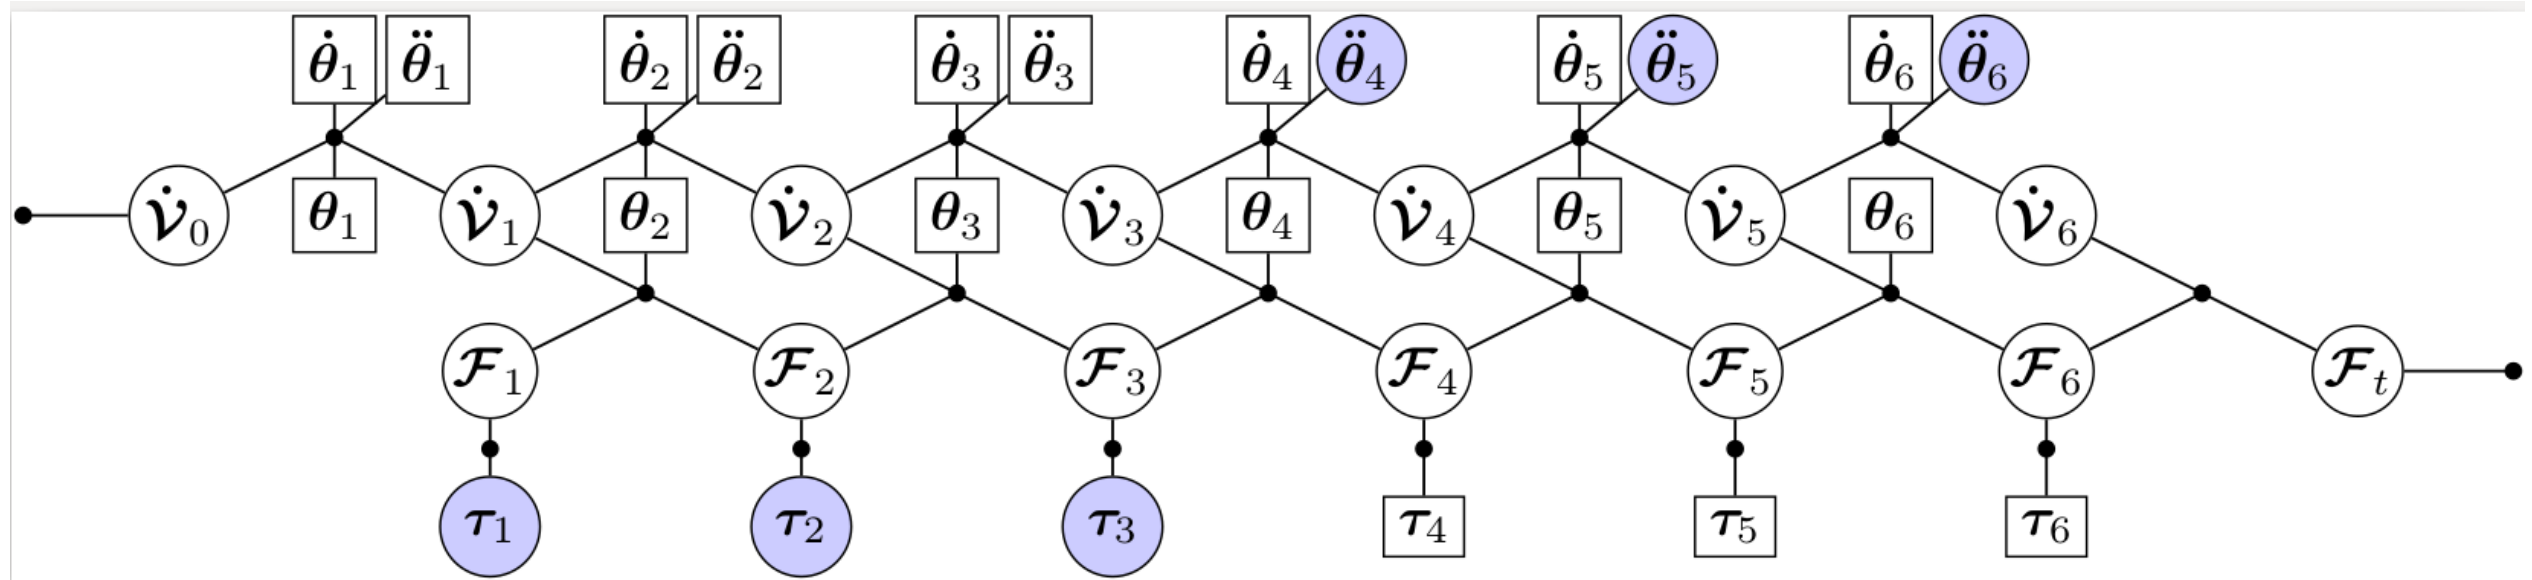 θ̇₁ θ̈₁ θ̇₂ θ̈₂ θ̇₃ θ̈₃ θ̇₄ θ̈₄ θ̇₅ θ̈₅ θ̇₆ θ̈₆
𝒱̇₀ θ₁ 𝒱̇₁ θ₂ 𝒱̇₂ θ₃ 𝒱̇₃ θ₄ 𝒱̇₄ θ₅ 𝒱̇₅ θ₆ 𝒱̇₆
ℱ₁ ℱ₂ ℱ₃ ℱ₄ ℱ₅ ℱ₆ ℱₜ
τ₁ τ₂ τ₃ τ₄ τ₅ τ₆